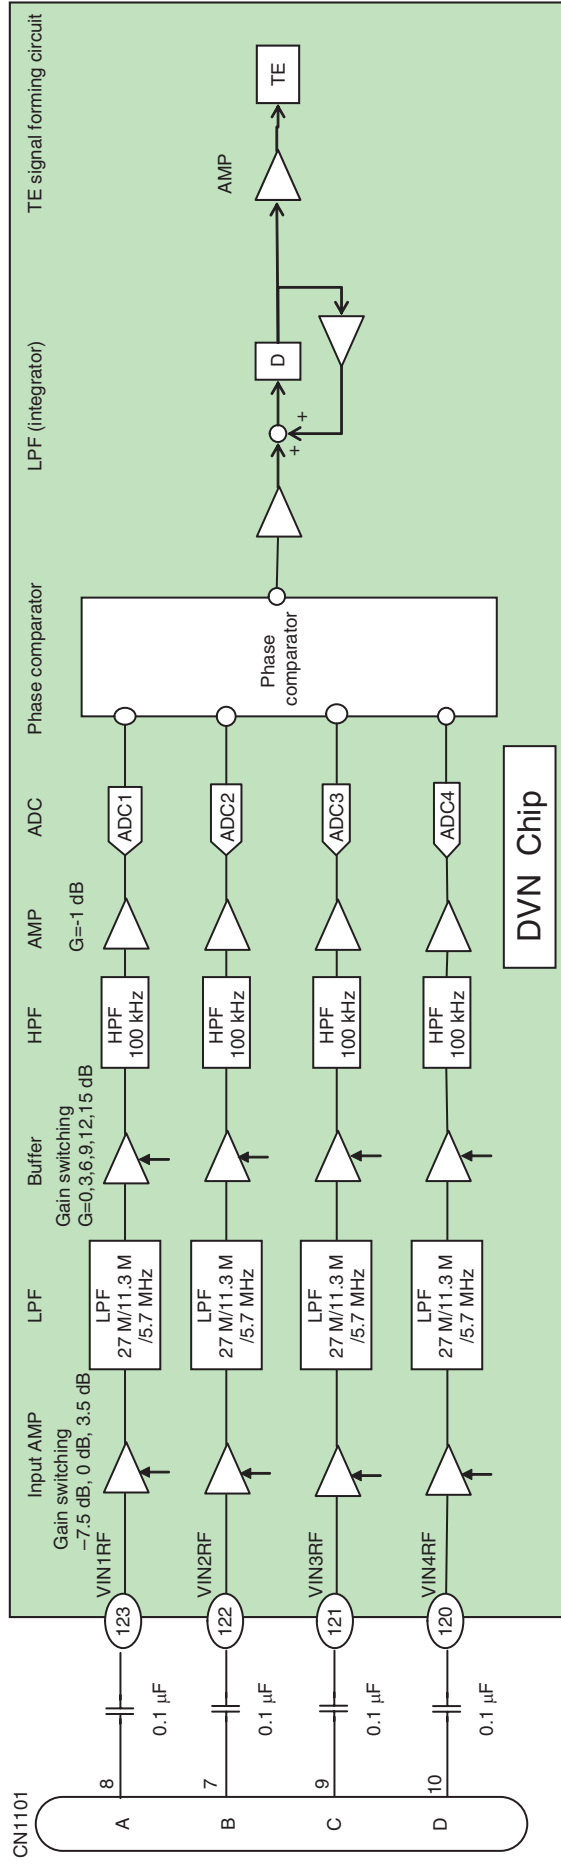 CN1101
A
B
C
D
8
7
9
10
0.1 µF
0.1 µF
0.1 µF
0.1 µF
123
122
121
120
VIN1RF
VIN2RF
VIN3RF
VIN4RF
Input AMP
Gain switching
−7.5 dB, 0 dB, 3.5 dB
LPF
LPF
27 M/11.3 M
/5.7 MHz
LPF
27 M/11.3 M
/5.7 MHz
LPF
27 M/11.3 M
/5.7 MHz
LPF
27 M/11.3 M
/5.7 MHz
Buffer
Gain switching
G=0,3,6,9,12,15 dB
HPF
HPF
100 kHz
HPF
100 kHz
HPF
100 kHz
HPF
100 kHz
AMP
G=-1 dB
ADC
ADC1
ADC2
ADC3
ADC4
DVN Chip
Phase comparator
Phase
comparator
LPF (integrator)
+
+
D
TE signal forming circuit
AMP
TE